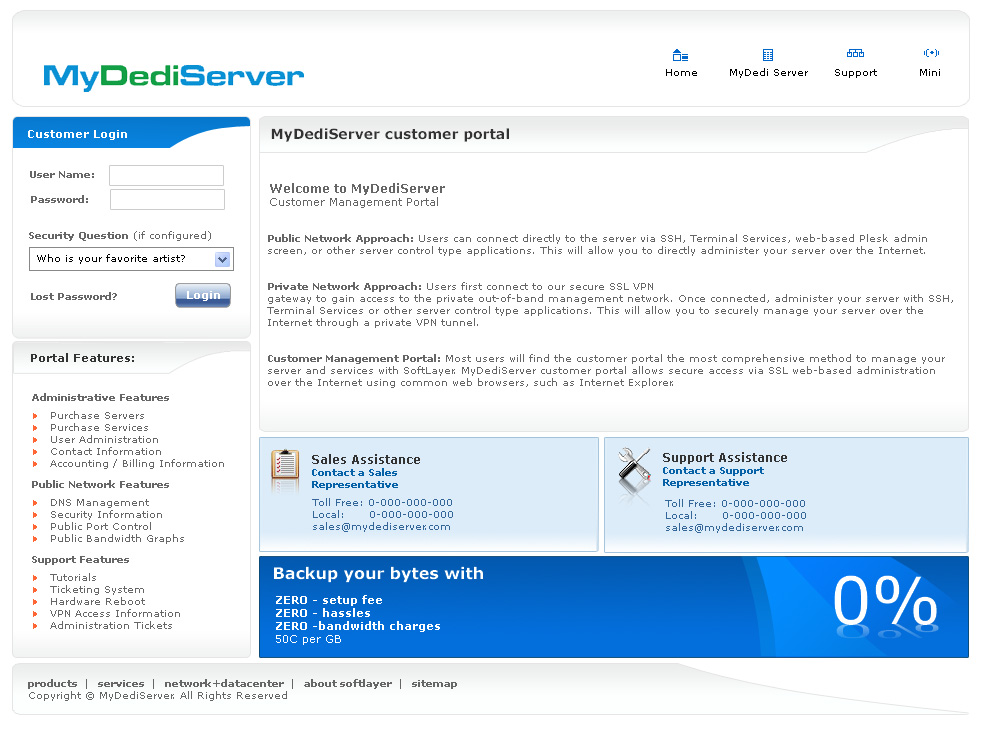 MyDediServer
Home
MyDedi Server
Support
Mini
Customer Login
User Name:
Password:
Security Question (if configured)
Who is your favorite artist?
Lost Password?
Login
Portal Features:
Administrative Features
Purchase Servers
Purchase Services
User Administration
Contact Information
Accounting / Billing Information
Public Network Features
DNS Management
Security Information
Public Port Control
Public Bandwidth Graphs
Support Features
Tutorials
Ticketing System
Hardware Reboot
VPN Access Information
Administration Tickets
MyDediServer customer portal
Welcome to MyDediServer
Customer Management Portal
Public Network Approach: Users can connect directly to the server via SSH, Terminal Services, web-based Plesk admin
screen, or other server control type applications. This will allow you to directly administer your server over the Internet.
Private Network Approach: Users first connect to our secure SSL VPN
gateway to gain access to the private out-of-band management network. Once connected, administer your server with SSH,
Terminal Services or other server control type applications. This will allow you to securely manage your server over the
Internet through a private VPN tunnel.
Customer Management Portal: Most users will find the customer portal the most comprehensive method to manage your
server and services with SoftLayer. MyDediServer customer portal allows secure access via SSL web-based administration
over the Internet using common web browsers, such as Internet Explorer.
Sales Assistance
Contact a Sales
Representative
Toll Free: 0-000-000-000
Local: 0-000-000-000
sales@mydediserver.com
Support Assistance
Contact a Support
Representative
Toll Free: 0-000-000-000
Local: 0-000-000-000
sales@mydediserver.com
Backup your bytes with
ZERO - setup fee
ZERO - hassles
ZERO -bandwidth charges
50C per GB
0%
products | services | network+datacenter | about softlayer | sitemap
Copyright © MyDediServer. All Rights Reserved